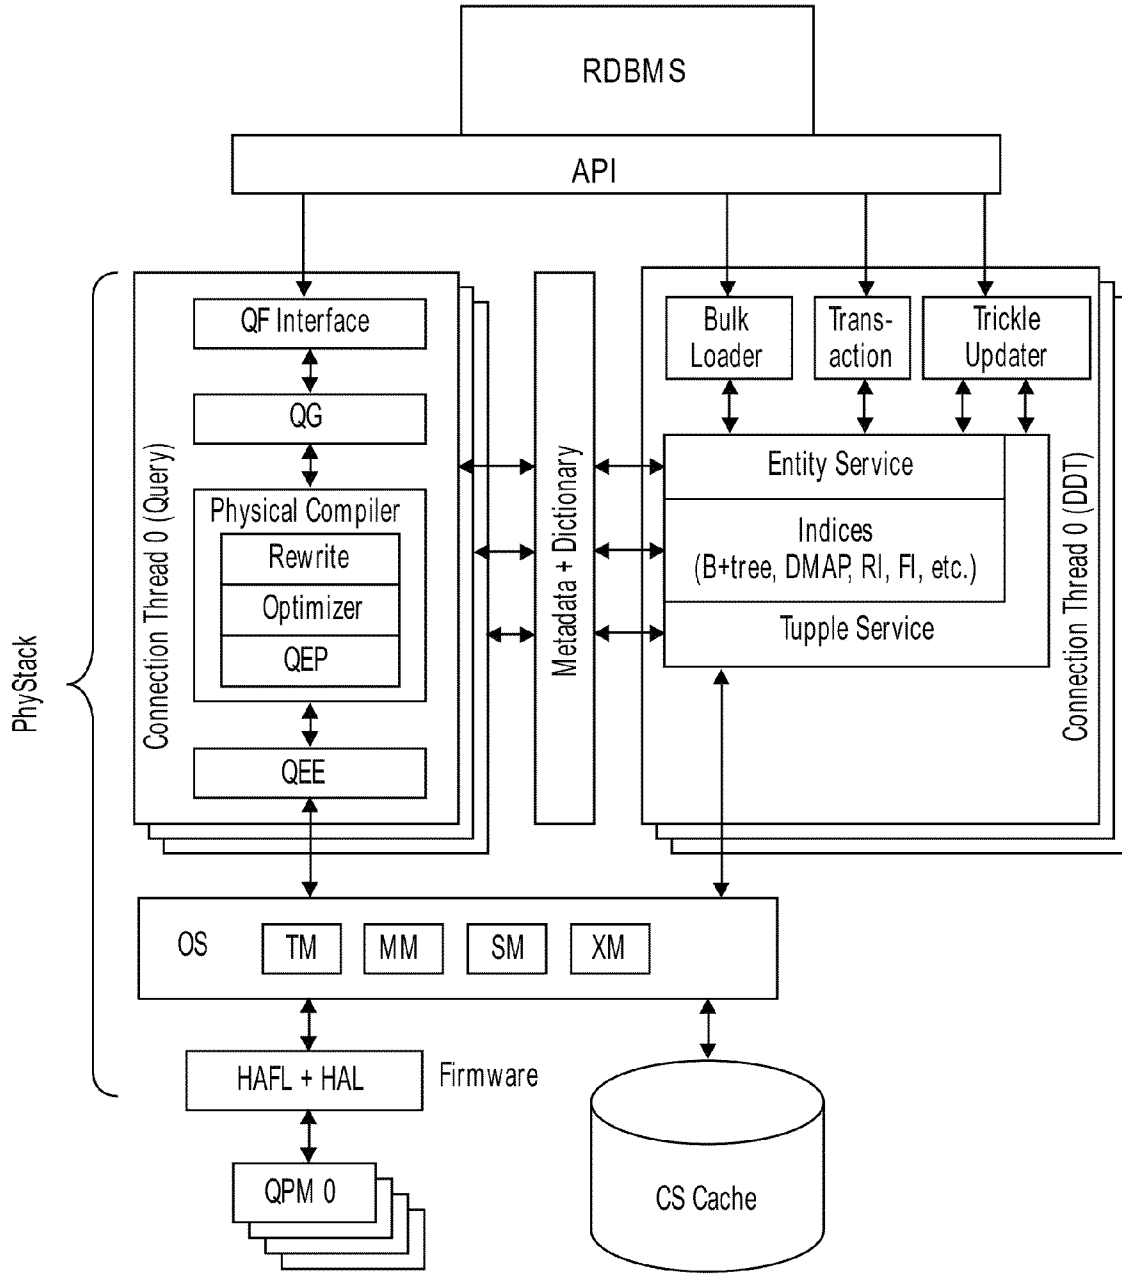 RDBMS
API
PhyStack
Connection Thread 0 (Query)
QF Interface
QG
Physical Compiler
Rewrite
Optimizer
QEP
QEE
Metadata + Dictionary
Bulk
Loader
Trans-
action
Trickle
Updater
Entity Service
Indices
(B+tree, DMAP, RI, FI, etc.)
Tupple Service
Connection Thread 0 (DDT)
OS
TM
MM
SM
XM
HAFL + HAL
Firmware
QPM 0
CS Cache